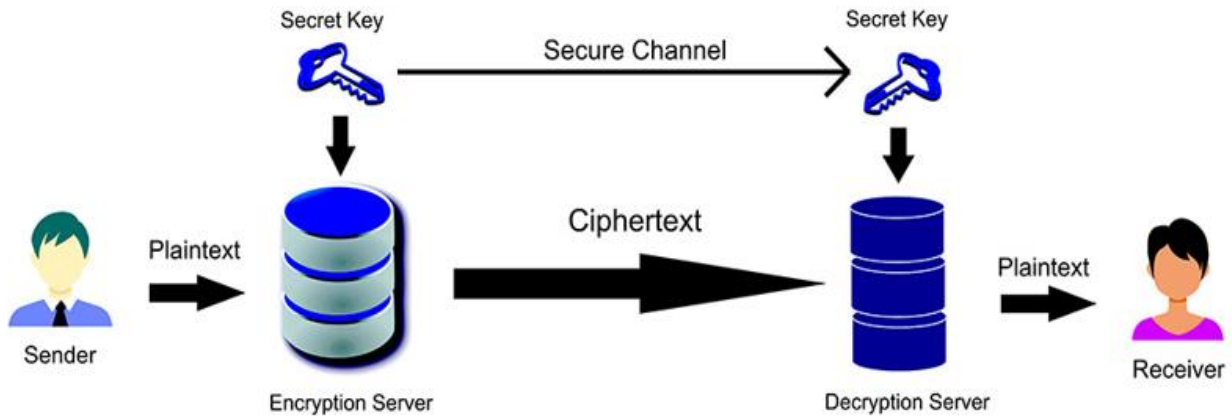 Secret Key
Secret Key
Secure Channel
Ciphertext
Plaintext
Plaintext
Sender
Receiver
Encryption Server
Decryption Server